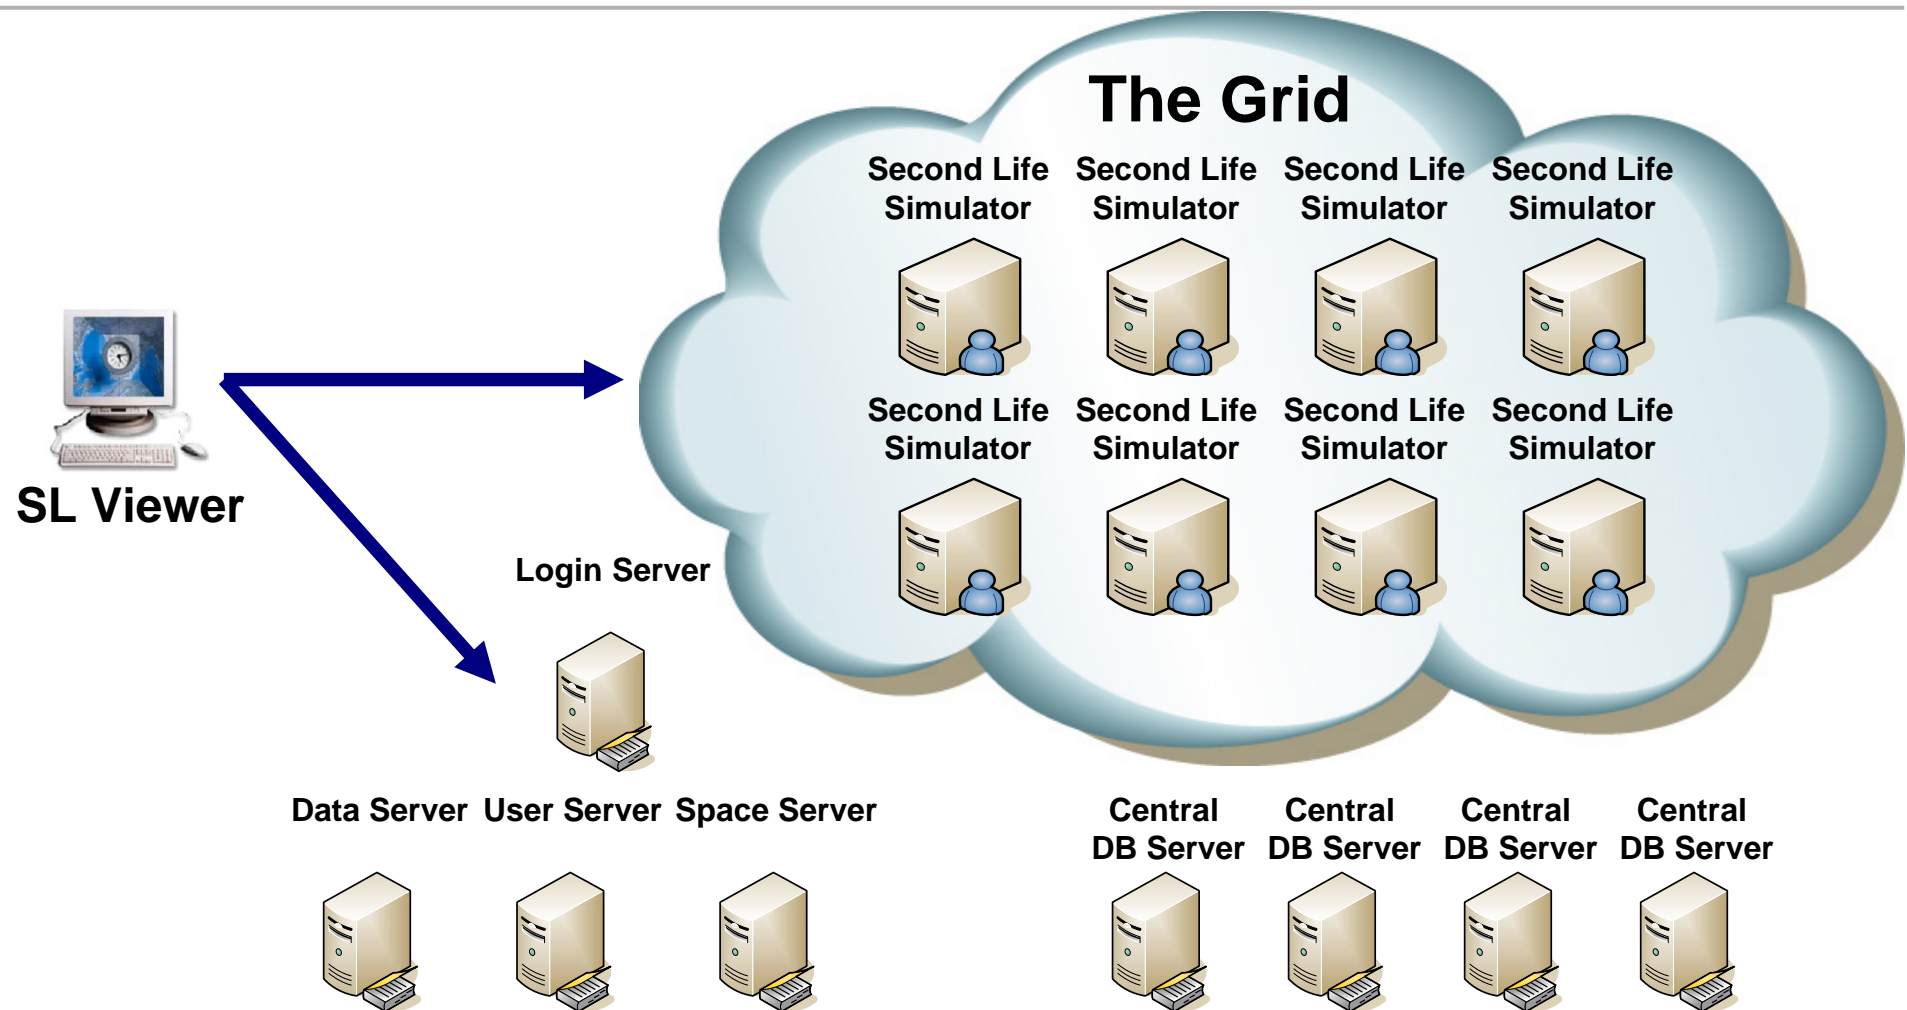 The Grid
Second Life Second Life Second Life Second Life
Simulator Simulator Simulator Simulator
Second Life Second Life Second Life Second Life
Simulator Simulator Simulator Simulator
SL Viewer
Login Server
Data Server User Server Space Server
Central Central Central Central
DB Server DB Server DB Server DB Server